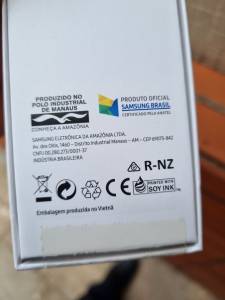 PRODUZIDO NO
POLO INDUSTRIAL
DE MANAUS
CONHEÇA A AMAZÔNIA
PRODUTO OFICIAL
SAMSUNG BRASIL
CERTIFICADO PELA ANATEL
SAMSUNG ELETRÔNICA DA AMAZÔNIA LTDA.
Av. dos Oitis, 1460 – Distrito Industrial Manaus – AM – CEP 69075-842
CNPJ 00.280.273/0001-37
INDÚSTRIA BRASILEIRA
R-NZ
CE
PRINTED WITH
SOY INK
Embalagem produzida no Vietnã